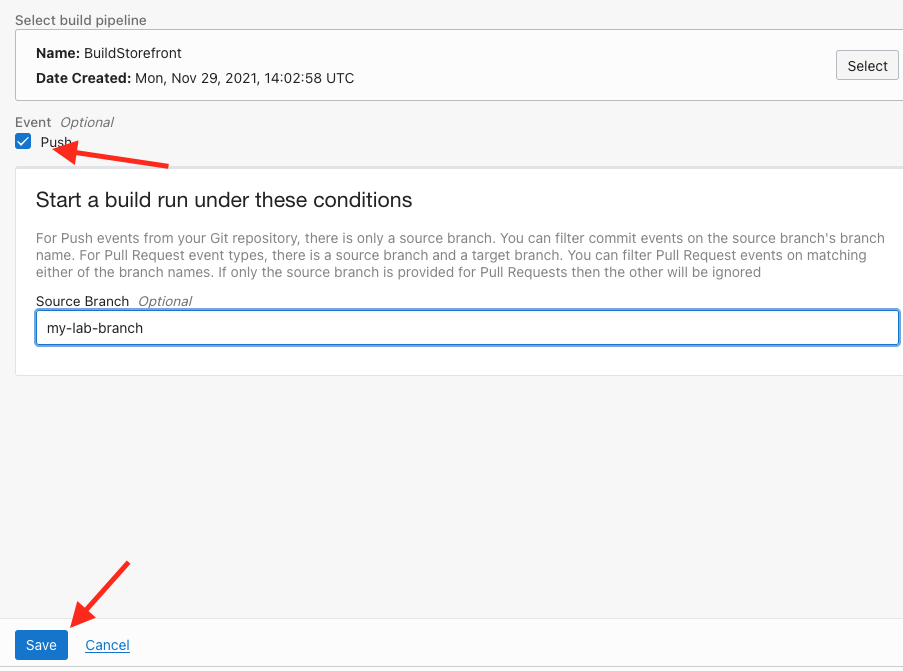 Select build pipeline
Name: BuildStorefront
Select
Date Created: Mon, Nov 29, 2021, 14:02:58 UTC
Event Optional
Push
Start a build run under these conditions
For Push events from your Git repository, there is only a source branch. You can filter commit events on the source branch's branch
name. For Pull Request event types, there is a source branch and a target branch. You can filter Pull Request events on matching
either of the branch names. If only the source branch is provided for Pull Requests then the other will be ignored
Source Branch Optional
my-lab-branch
Save Cancel